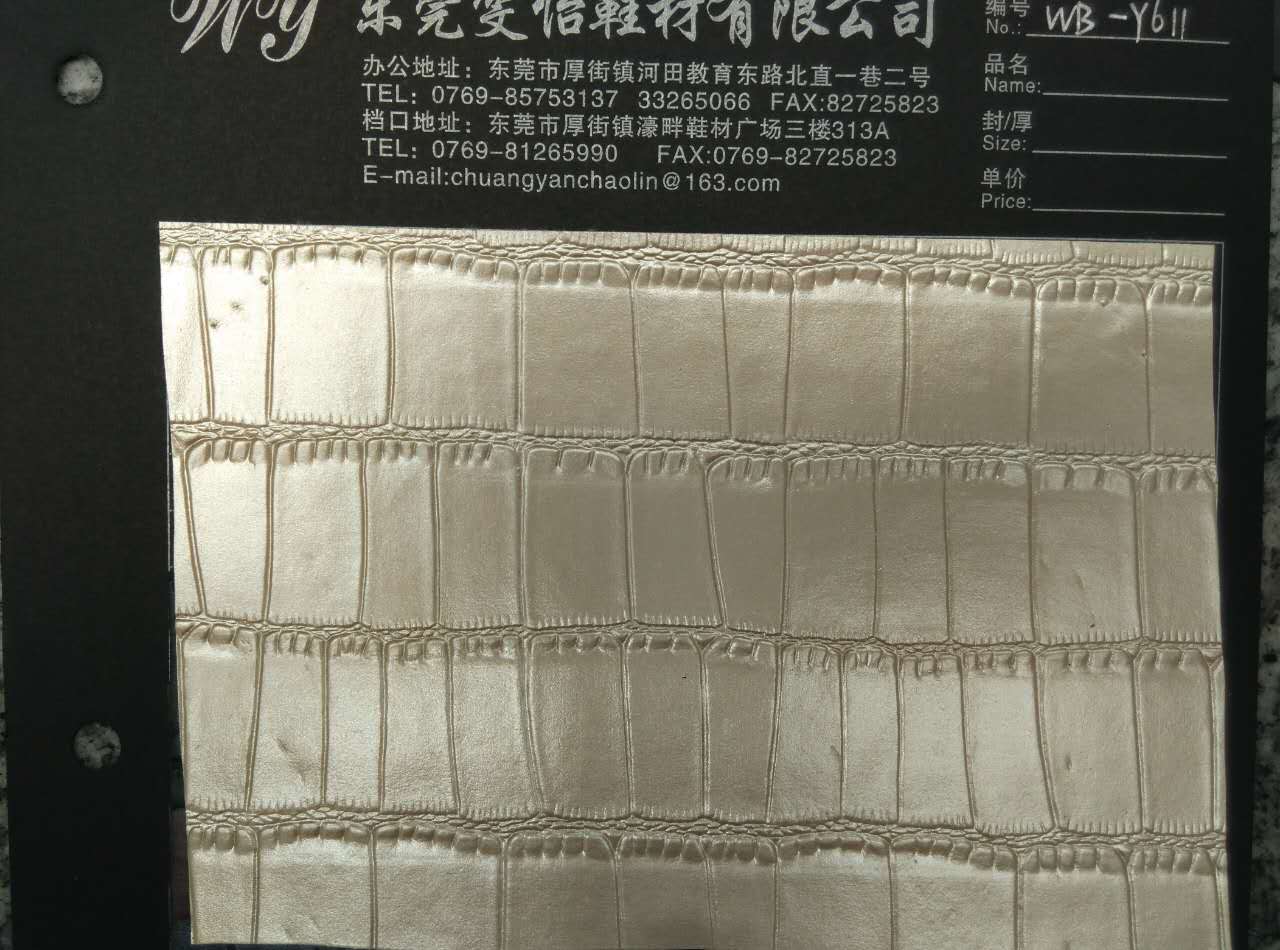 WY 东莞雯怡鞋材有限公司
办公地址：东莞市厚街镇河田教育东路北直一巷二号
TEL: 0769-85753137 33265066 FAX:82725823
档口地址：东莞市厚街镇濠畔鞋材广场三楼313A
TEL: 0769-81265990 FAX:0769-82725823
E-mail:chuangyanchaolin@163.com
编号
No.: WB-Y611
品名
Name:
封/厚
Size:
单价
Price: